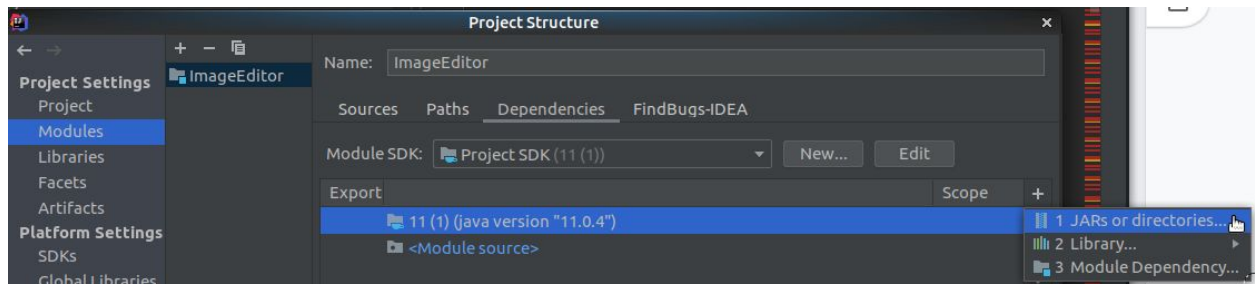 Project Structure
Project Settings
Project
Modules
Libraries
Facets
Artifacts
Platform Settings
SDKs
Global Libraries
ImageEditor
Name: ImageEditor
Sources Paths Dependencies FindBugs-IDEA
Module SDK: Project SDK (11 (1)) New... Edit
Export Scope
11 (1) (java version "11.0.4")
<Module source>
1 JARs or directories...
2 Library...
3 Module Dependency...